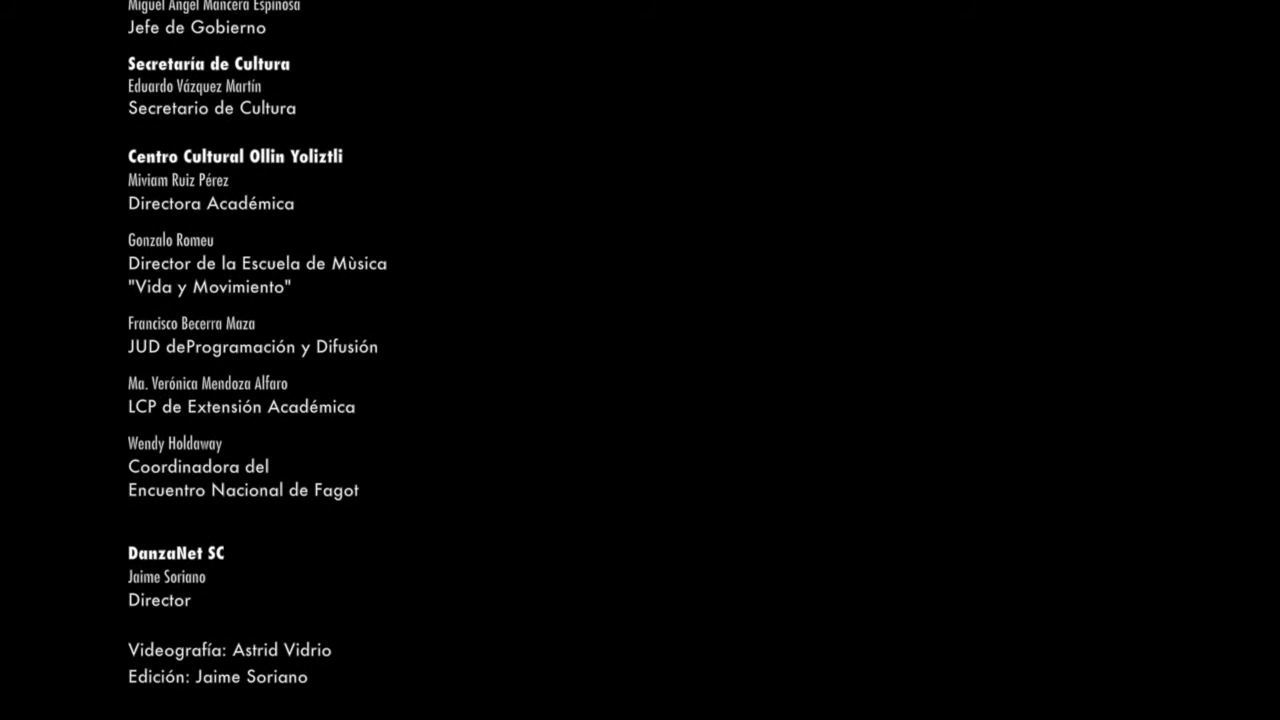 Miguel Ángel Mancera Espinosa
Jefe de Gobierno
Secretaría de Cultura
Eduardo Vázquez Martín
Secretario de Cultura
Centro Cultural Ollin Yoliztli
Miviam Ruiz Pérez
Directora Académica
Gonzalo Romeu
Director de la Escuela de Mùsica
"Vida y Movimiento"
Francisco Becerra Maza
JUD deProgramación y Difusión
Ma. Verónica Mendoza Alfaro
LCP de Extensión Académica
Wendy Holdaway
Coordinadora del
Encuentro Nacional de Fagot
DanzaNet SC
Jaime Soriano
Director
Videografía: Astrid Vidrio
Edición: Jaime Soriano